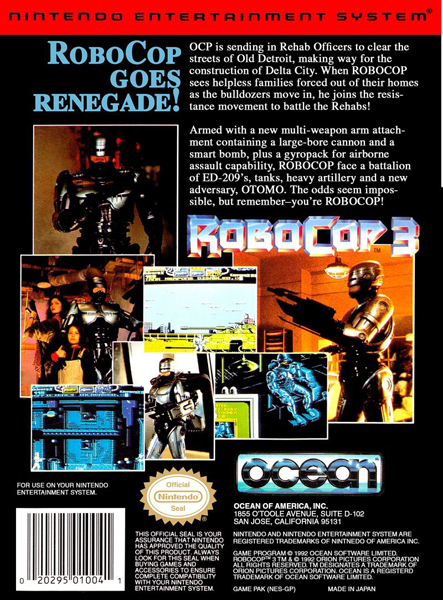 NINTENDO ENTERTAINMENT SYSTEM®
ROBOCOP
GOES
RENEGADE!
OCP is sending in Rehab Officers to clear the
streets of Old Detroit, making way for the
construction of Delta City. When ROBOCOP
sees helpless families forced out of their homes
as the bulldozers move in, he joins the resis-
tance movement to battle the Rehabs!
Armed with a new multi-weapon arm attach-
ment containing a large-bore cannon and a
smart bomb, plus a gyropack for airborne
assault capability, ROBOCOP face a battalion
of ED-209's, tanks, heavy artillery and a new
adversary, OTOMO. The odds seem impos-
sible, but remember–you're ROBOCOP!
ROBOCOP 3
TM
FOR USE ON YOUR NINTENDO
ENTERTAINMENT SYSTEM.
Official
Nintendo
Seal
ocean
THIS OFFICIAL SEAL IS YOUR
ASSURANCE THAT NINTENDO
HAS APPROVED THE QUALITY
OF THIS PRODUCT. ALWAYS
LOOK FOR THIS SEAL WHEN
BUYING GAMES AND
ACCESSORIES TO ENSURE
COMPLETE COMPATIBILITY
WITH YOUR NINTENDO
ENTERTAINMENT SYSTEM.
OCEAN OF AMERICA, INC.
1855 O'TOOLE AVENUE, SUITE D-102
SAN JOSE, CALIFORNIA 95131
NINTENDO AND NINTENDO ENTERTAINMENT SYSTEM ARE
REGISTERED TRADEMARKS OF NINTENDO OF AMERICA INC.
GAME PROGRAM © 1992 OCEAN SOFTWARE LIMITED.
ROBOCOP™ 3 TM & © 1992 ORION PICTURES CORPORATION
ALL RIGHTS RESERVED. TM DESIGNATES A TRADEMARK OF
ORION PICTURES CORPORATION. OCEAN IS A REGISTERED
TRADEMARK OF OCEAN SOFTWARE LIMITED.
GAME PAK (NES-GP)
MADE IN JAPAN
0 20295 01004 1